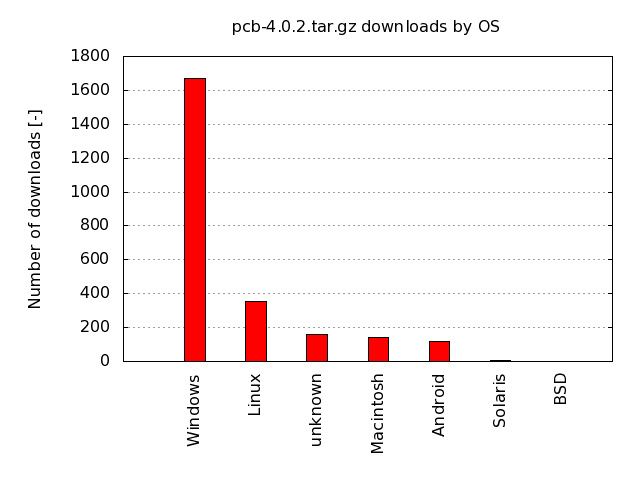 pcb-4.0.2.tar.gz downloads by OS
Number of downloads [-]
1800
1600
1400
1200
1000
800
600
400
200
0
Windows
Linux
unknown
Macintosh
Android
Solaris
BSD